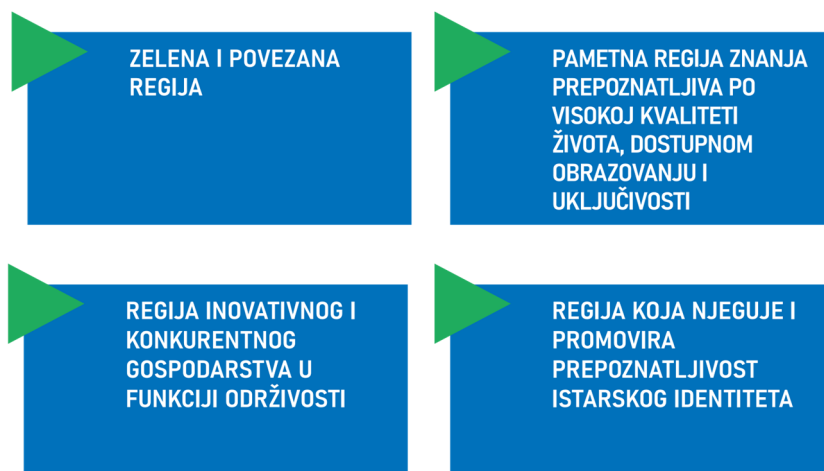 ZELENA I POVEZANA
REGIJA
PAMETNA REGIJA ZNANJA
PREPOZNATLJIVA PO
VISOKOJ KVALITETI
ŽIVOTA, DOSTUPNOM
OBRAZOVANJU I
UKLJUČIVOSTI
REGIJA INOVATIVNOG I
KONKURENTNOG
GOSPODARSTVA U
FUNKCIJI ODRŽIVOSTI
REGIJA KOJA NJEGUJE I
PROMOVIRA
PREPOZNATLJIVOST
ISTARSKOG IDENTITETA